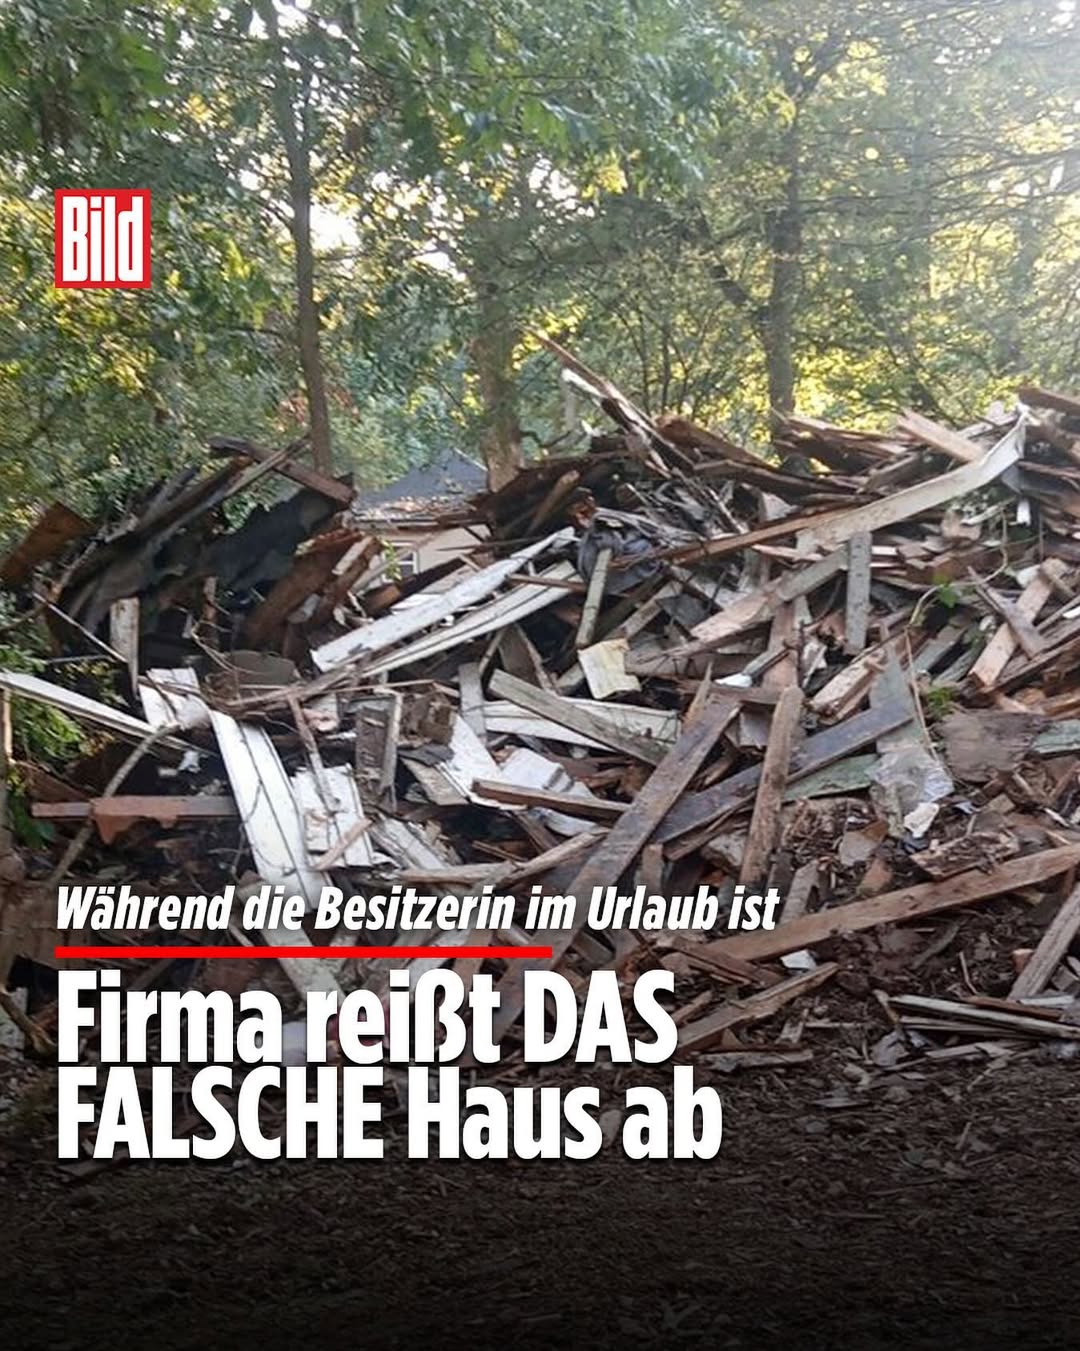 Bild
Während die Besitzerin im Urlaub ist
Firma reißt DAS
FALSCHE Haus ab